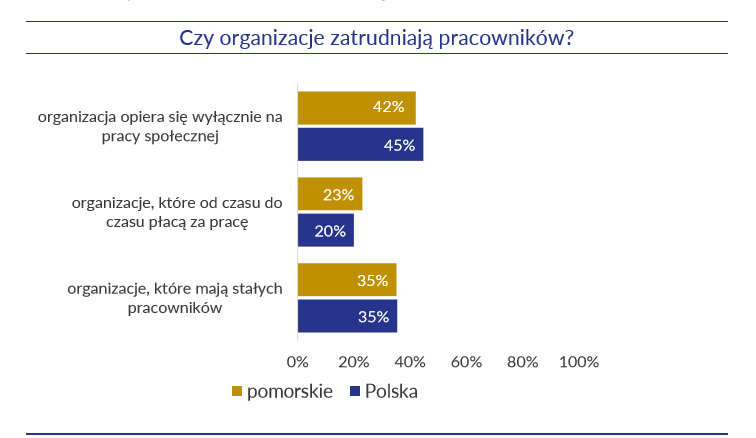 Czy organizacje zatrudniają pracowników?
organizacja opiera się wyłącznie na
pracy społecznej
42%
45%
organizacje, które od czasu do
czasu płacą za pracę
23%
20%
organizacje, które mają stałych
pracowników
35%
35%
0% 20% 40% 60% 80% 100%
pomorskie Polska